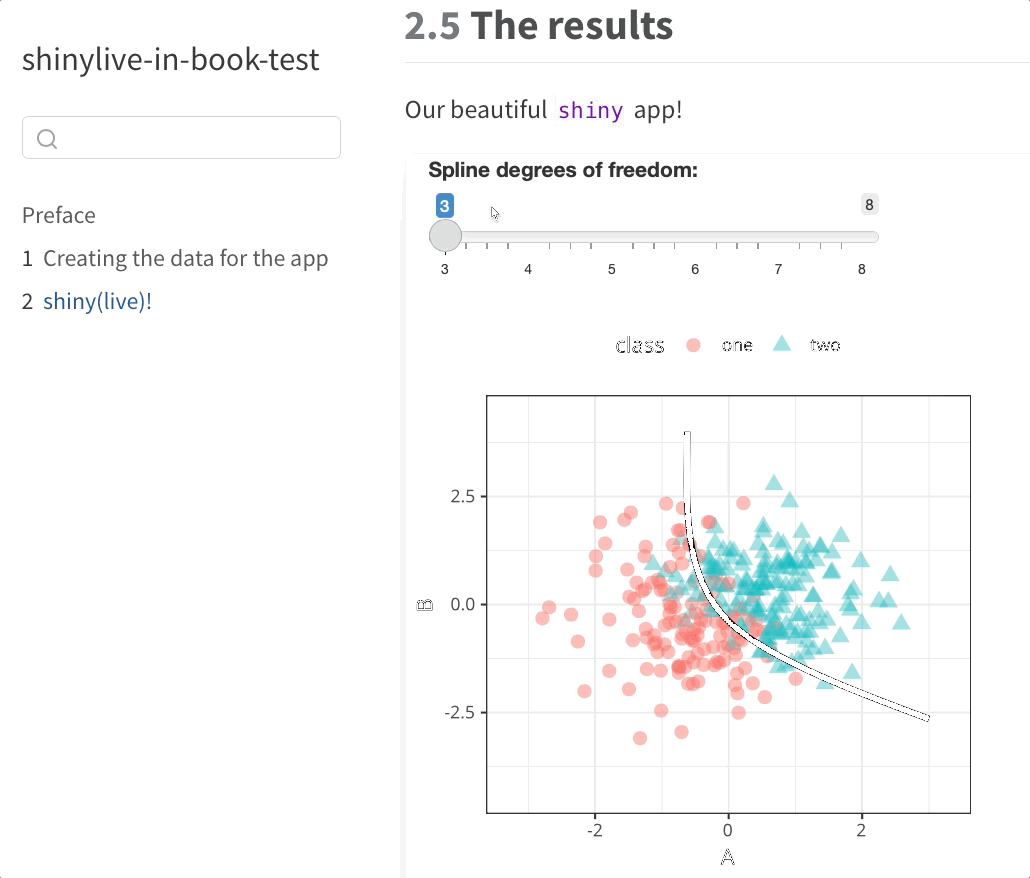 shinylive-in-book-test
Preface
1 Creating the data for the app
2 shiny(live)!
2.5 The results
Our beautiful shiny app!
Spline degrees of freedom:
3 8
3 4 5 6 7 8
class one two
2.5
0.0
-2.5
B
-2 0 2
A